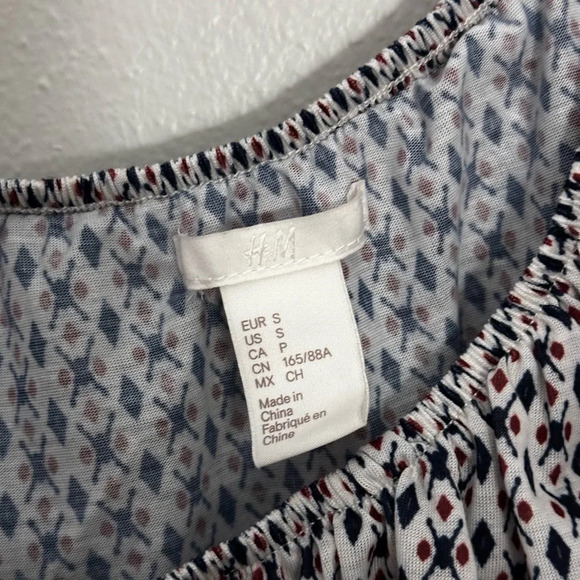 H&M
EUR S
US S
CA P
CN 165/88A
MX CH
Made in
China
Fabriqué en
Chine